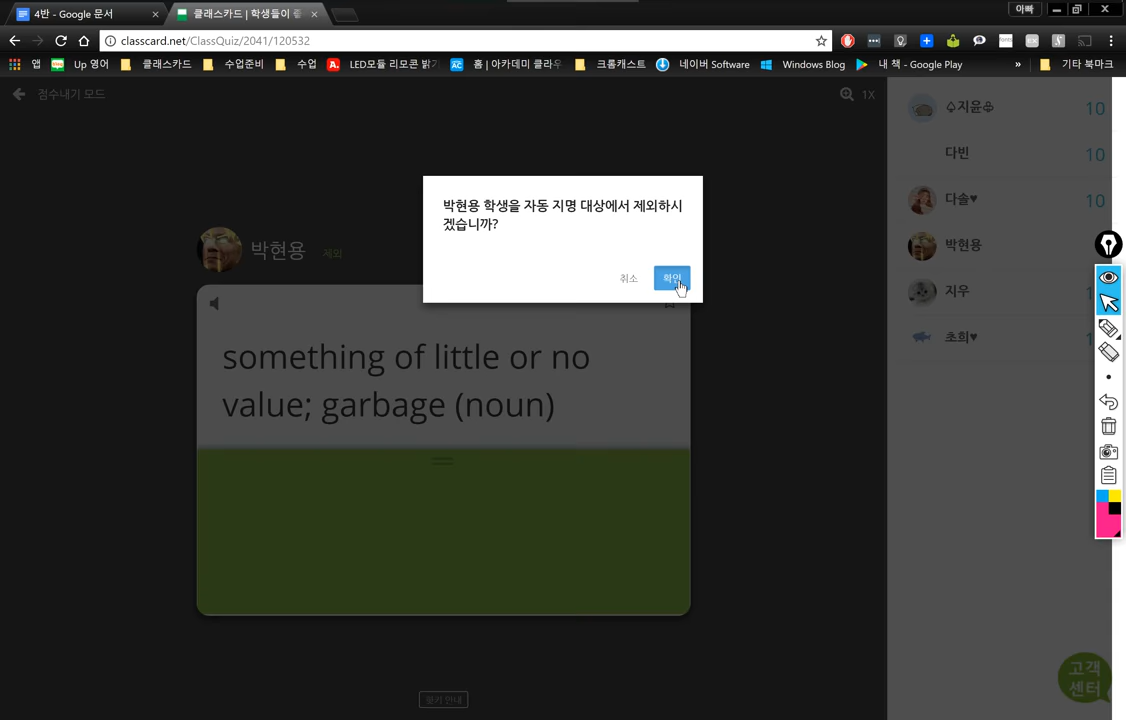 4반 - Google 문서
클래스카드 | 학생들이 즐
아빠
classcard.net/ClassQuiz/2041/120532
앱
Up 영어
클래스카드
수업준비
수업
LED모듈 리모콘 밝기
AC
홈 | 아카데미 클라우
크롬캐스트
네이버 Software
Windows Blog
내 책 - Google Play
»
기타 북마크
점수내기 모드
1X
♤지윤♧
10
다빈
10
다솔♥
10
박현용
지우
1
초희♥
1
박현용 학생을 자동 지명 대상에서 제외하시
겠습니까?
취소
확인
박현용
제외
something of little or no
value; garbage (noun)
고객
센터